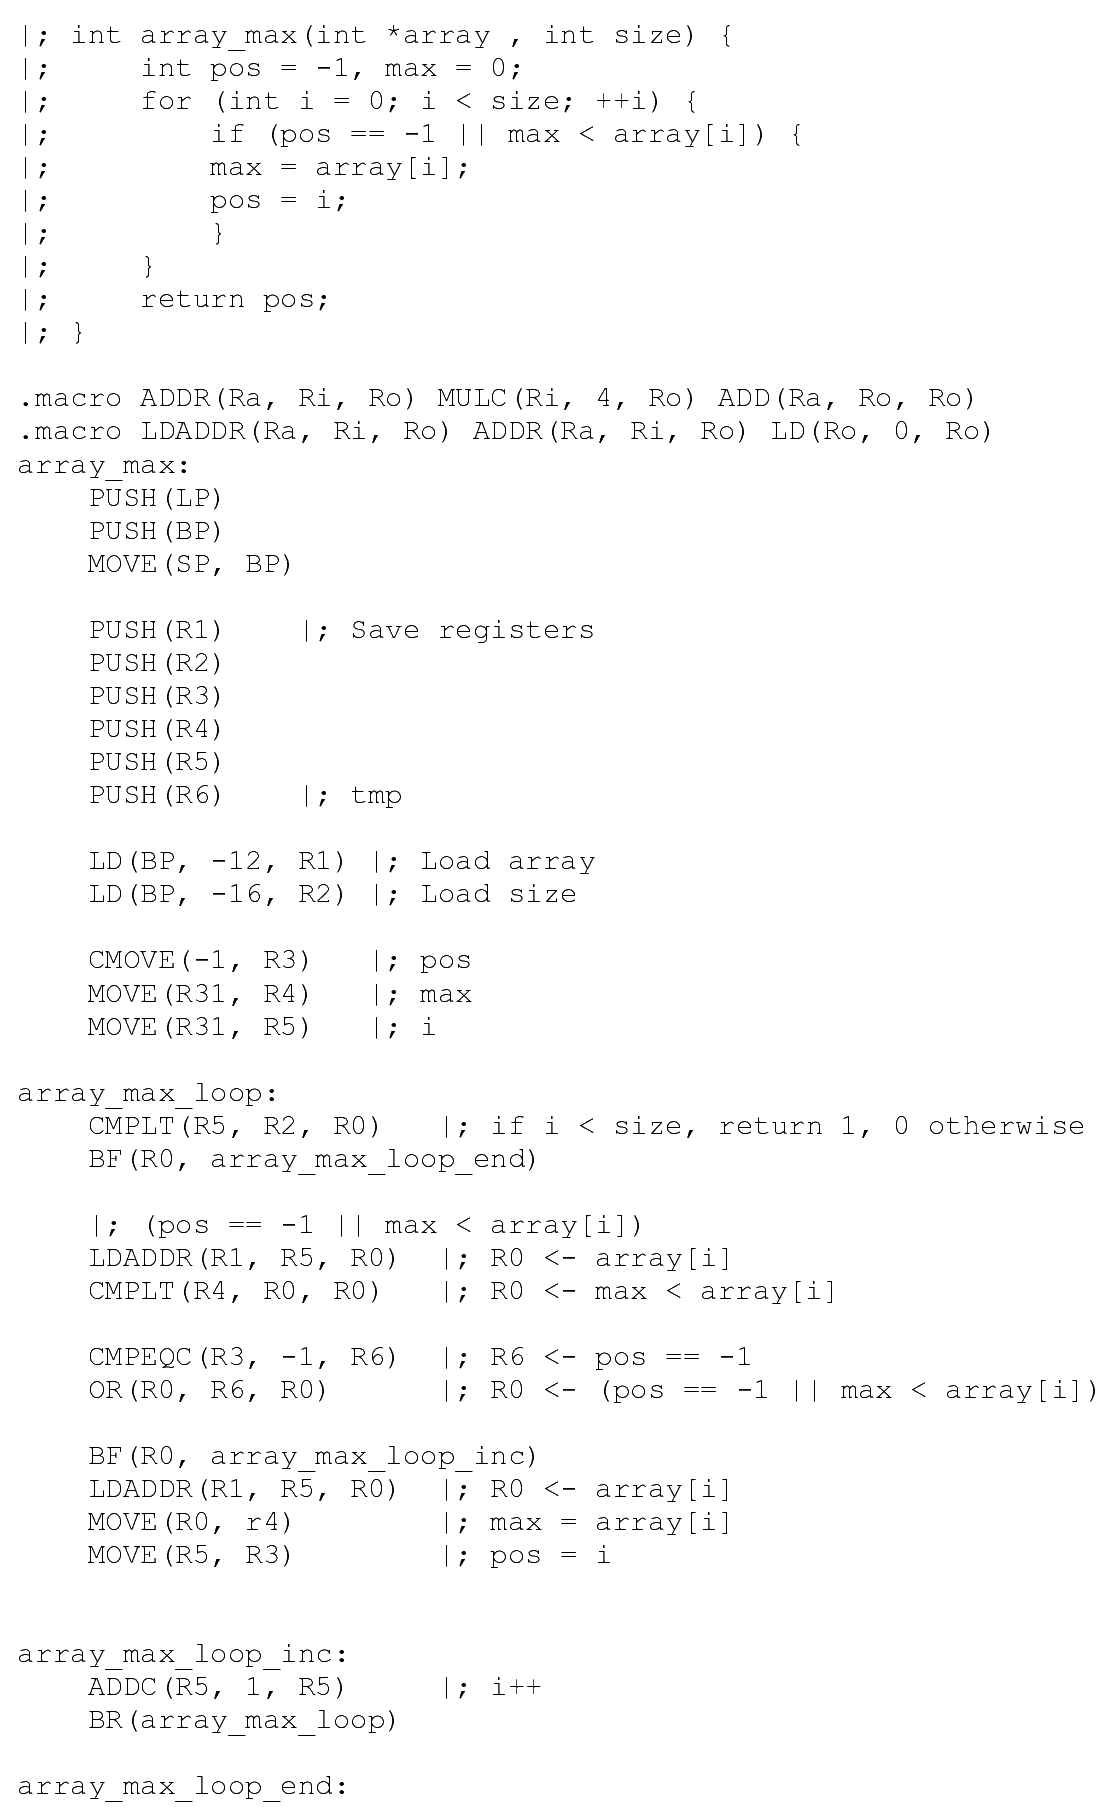 |; int array_max(int *array , int size) {
|;     int pos = -1, max = 0;
|;     for (int i = 0; i < size; ++i) {
|;         if (pos == -1 || max < array[i]) {
|;         max = array[i];
|;         pos = i;
|;         }
|;     }
|;     return pos;
|; }

.macro ADDR(Ra, Ri, Ro) MULC(Ri, 4, Ro) ADD(Ra, Ro, Ro)
.macro LDADDR(Ra, Ri, Ro) ADDR(Ra, Ri, Ro) LD(Ro, 0, Ro)
array_max:
    PUSH(LP)
    PUSH(BP)
    MOVE(SP, BP)

    PUSH(R1)    |; Save registers
    PUSH(R2)
    PUSH(R3)
    PUSH(R4)
    PUSH(R5)
    PUSH(R6)    |; tmp

    LD(BP, -12, R1) |; Load array
    LD(BP, -16, R2) |; Load size

    CMOVE(-1, R3)   |; pos
    MOVE(R31, R4)   |; max
    MOVE(R31, R5)   |; i

array_max_loop:
    CMPLT(R5, R2, R0)   |; if i < size, return 1, 0 otherwise
    BF(R0, array_max_loop_end)

    |; (pos == -1 || max < array[i])
    LDADDR(R1, R5, R0)  |; R0 <- array[i]
    CMPLT(R4, R0, R0)   |; R0 <- max < array[i]

    CMPEQC(R3, -1, R6)  |; R6 <- pos == -1
    OR(R0, R6, R0)      |; R0 <- (pos == -1 || max < array[i])

    BF(R0, array_max_loop_inc)
    LDADDR(R1, R5, R0)  |; R0 <- array[i]
    MOVE(R0, r4)        |; max = array[i]
    MOVE(R5, R3)        |; pos = i

array_max_loop_inc:
    ADDC(R5, 1, R5)     |; i++
    BR(array_max_loop)

array_max_loop_end: